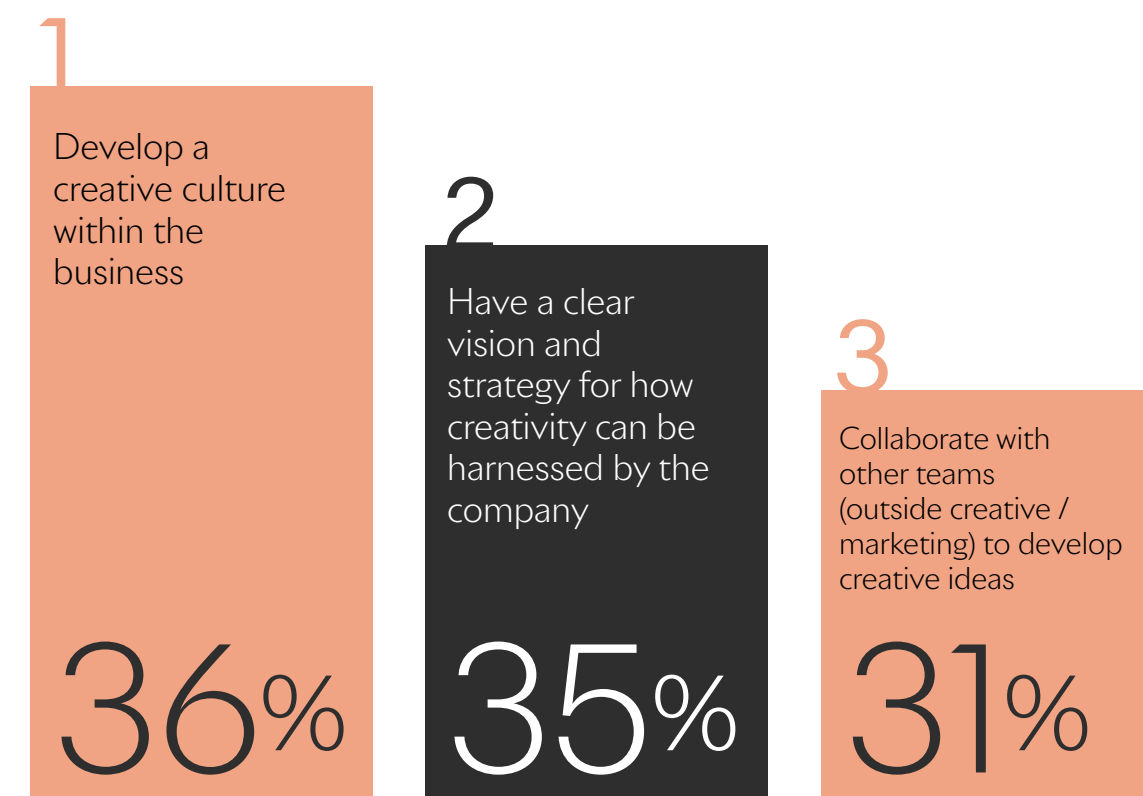 1
Develop a
creative culture
within the
business
36%
2
Have a clear
vision and
strategy for how
creativity can be
harnessed by the
company
35%
3
Collaborate with
other teams
(outside creative /
marketing) to develop
creative ideas
31%